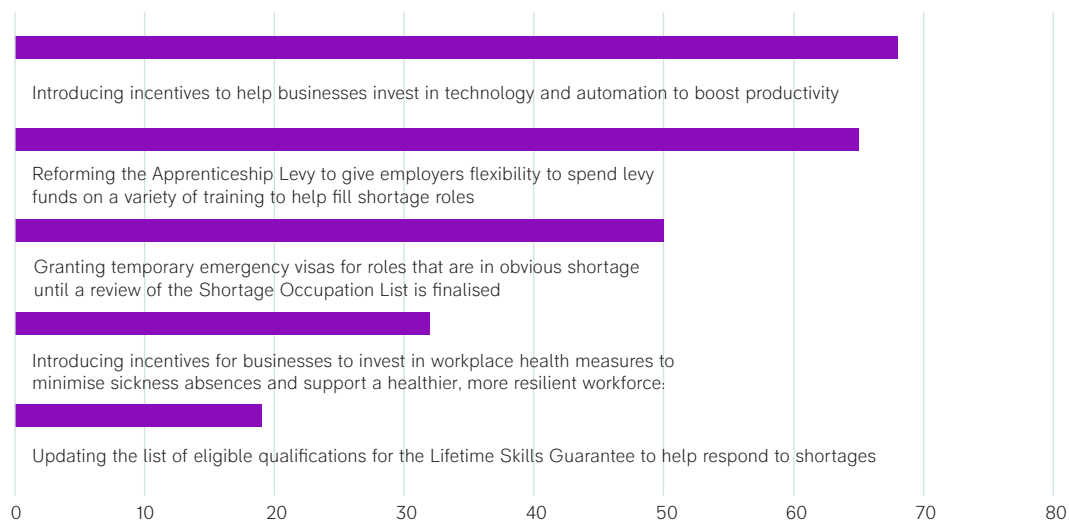 Introducing incentives to help businesses invest in technology and automation to boost productivity
Reforming the Apprenticeship Levy to give employers flexibility to spend levy
funds on a variety of training to help fill shortage roles
Granting temporary emergency visas for roles that are in obvious shortage
until a review of the Shortage Occupation List is finalised
Introducing incentives for businesses to invest in workplace health measures to
minimise sickness absences and support a healthier, more resilient workforce:
Updating the list of eligible qualifications for the Lifetime Skills Guarantee to help respond to shortages
0 10 20 30 40 50 60 70 80